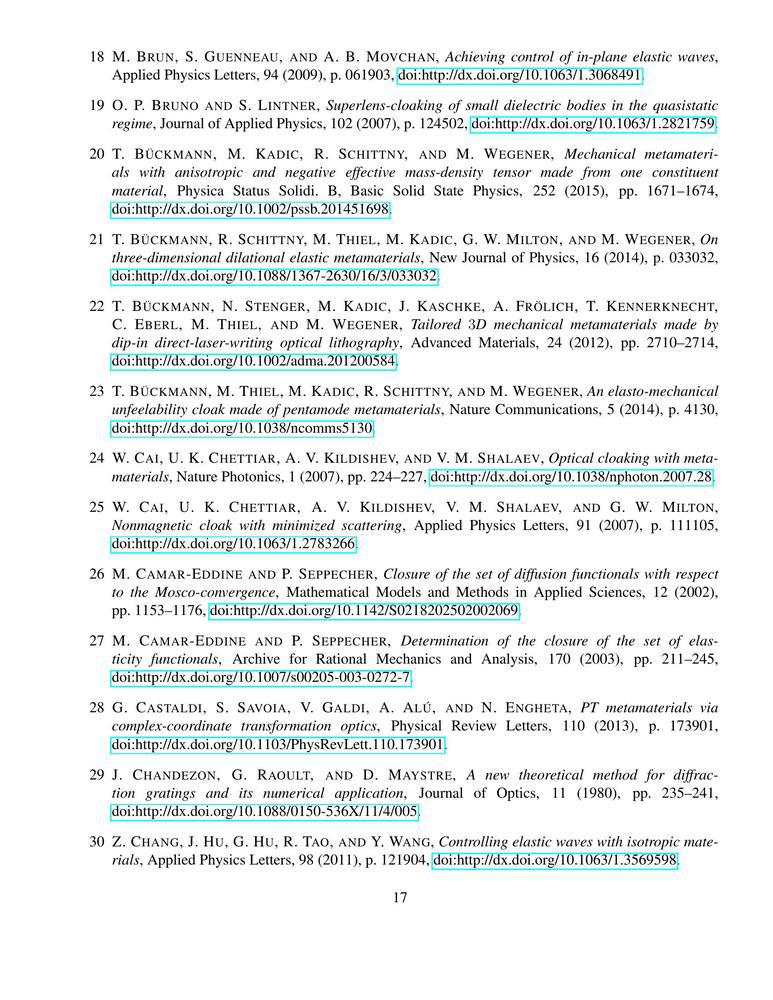 18 M. BRUN, S. GUENNEAU, AND A. B. MOVCHAN, Achieving control of in-plane elastic waves,
Applied Physics Letters, 94 (2009), p. 061903, doi:http://dx.doi.org/10.1063/1.3068491.
19 O. P. BRUNO AND S. LINTNER, Superlens-cloaking of small dielectric bodies in the quasistatic
regime, Journal of Applied Physics, 102 (2007), p. 124502, doi:http://dx.doi.org/10.1063/1.2821759.
20 T. BÜCKMANN, M. KADIC, R. SCHITTNY, AND M. WEGENER, Mechanical metamateri-
als with anisotropic and negative effective mass-density tensor made from one constituent
material, Physica Status Solidi. B, Basic Solid State Physics, 252 (2015), pp. 1671–1674,
doi:http://dx.doi.org/10.1002/pssb.201451698.
21 T. BÜCKMANN, R. SCHITTNY, M. THIEL, M. KADIC, G. W. MILTON, AND M. WEGENER, On
three-dimensional dilational elastic metamaterials, New Journal of Physics, 16 (2014), p. 033032,
doi:http://dx.doi.org/10.1088/1367-2630/16/3/033032.
22 T. BÜCKMANN, N. STENGER, M. KADIC, J. KASCHKE, A. FRÖLICH, T. KENNERKNECHT,
C. EBERL, M. THIEL, AND M. WEGENER, Tailored 3D mechanical metamaterials made by
dip-in direct-laser-writing optical lithography, Advanced Materials, 24 (2012), pp. 2710–2714,
doi:http://dx.doi.org/10.1002/adma.201200584.
23 T. BÜCKMANN, M. THIEL, M. KADIC, R. SCHITTNY, AND M. WEGENER, An elasto-mechanical
unfeelability cloak made of pentamode metamaterials, Nature Communications, 5 (2014), p. 4130,
doi:http://dx.doi.org/10.1038/ncomms5130.
24 W. CAI, U. K. CHETTIAR, A. V. KILDISHEV, AND V. M. SHALAEV, Optical cloaking with meta-
materials, Nature Photonics, 1 (2007), pp. 224–227, doi:http://dx.doi.org/10.1038/nphoton.2007.28.
25 W. CAI, U. K. CHETTIAR, A. V. KILDISHEV, V. M. SHALAEV, AND G. W. MILTON,
Nonmagnetic cloak with minimized scattering, Applied Physics Letters, 91 (2007), p. 111105,
doi:http://dx.doi.org/10.1063/1.2783266.
26 M. CAMAR-EDDINE AND P. SEPPECHER, Closure of the set of diffusion functionals with respect
to the Mosco-convergence, Mathematical Models and Methods in Applied Sciences, 12 (2002),
pp. 1153–1176, doi:http://dx.doi.org/10.1142/S0218202502002069.
27 M. CAMAR-EDDINE AND P. SEPPECHER, Determination of the closure of the set of elas-
ticity functionals, Archive for Rational Mechanics and Analysis, 170 (2003), pp. 211–245,
doi:http://dx.doi.org/10.1007/s00205-003-0272-7.
28 G. CASTALDI, S. SAVOIA, V. GALDI, A. ALÚ, AND N. ENGHETA, PT metamaterials via
complex-coordinate transformation optics, Physical Review Letters, 110 (2013), p. 173901,
doi:http://dx.doi.org/10.1103/PhysRevLett.110.173901.
29 J. CHANDEZON, G. RAOULT, AND D. MAYSTRE, A new theoretical method for diffrac-
tion gratings and its numerical application, Journal of Optics, 11 (1980), pp. 235–241,
doi:http://dx.doi.org/10.1088/0150-536X/11/4/005.
30 Z. CHANG, J. HU, G. HU, R. TAO, AND Y. WANG, Controlling elastic waves with isotropic mate-
rials, Applied Physics Letters, 98 (2011), p. 121904, doi:http://dx.doi.org/10.1063/1.3569598.
17